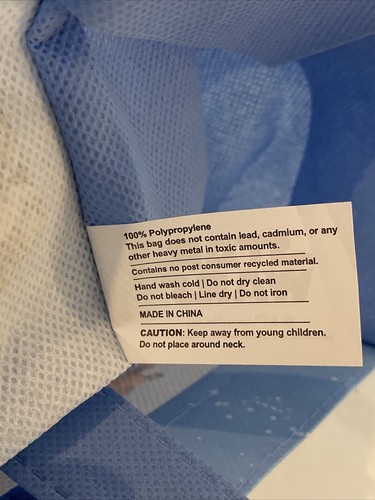 100% Polypropylene
This bag does not contain lead, cadmium, or any
other heavy metal in toxic amounts.
Contains no post consumer recycled material.
Hand wash cold | Do not dry clean
Do not bleach | Line dry | Do not iron
MADE IN CHINA
CAUTION: Keep away from young children.
Do not place around neck.